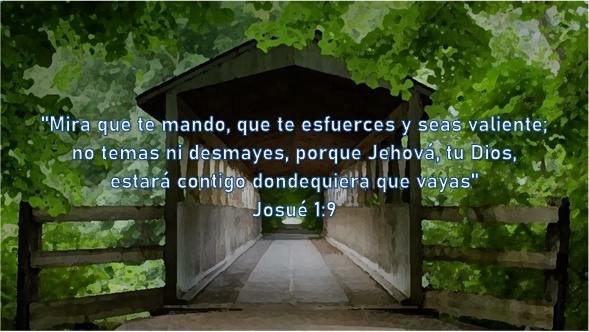 "Mira que te mando, que te esfuerces y seas valiente;
no temas ni desmayes, porque Jehová, tu Dios,
estará contigo dondequiera que vayas"
Josué 1:9